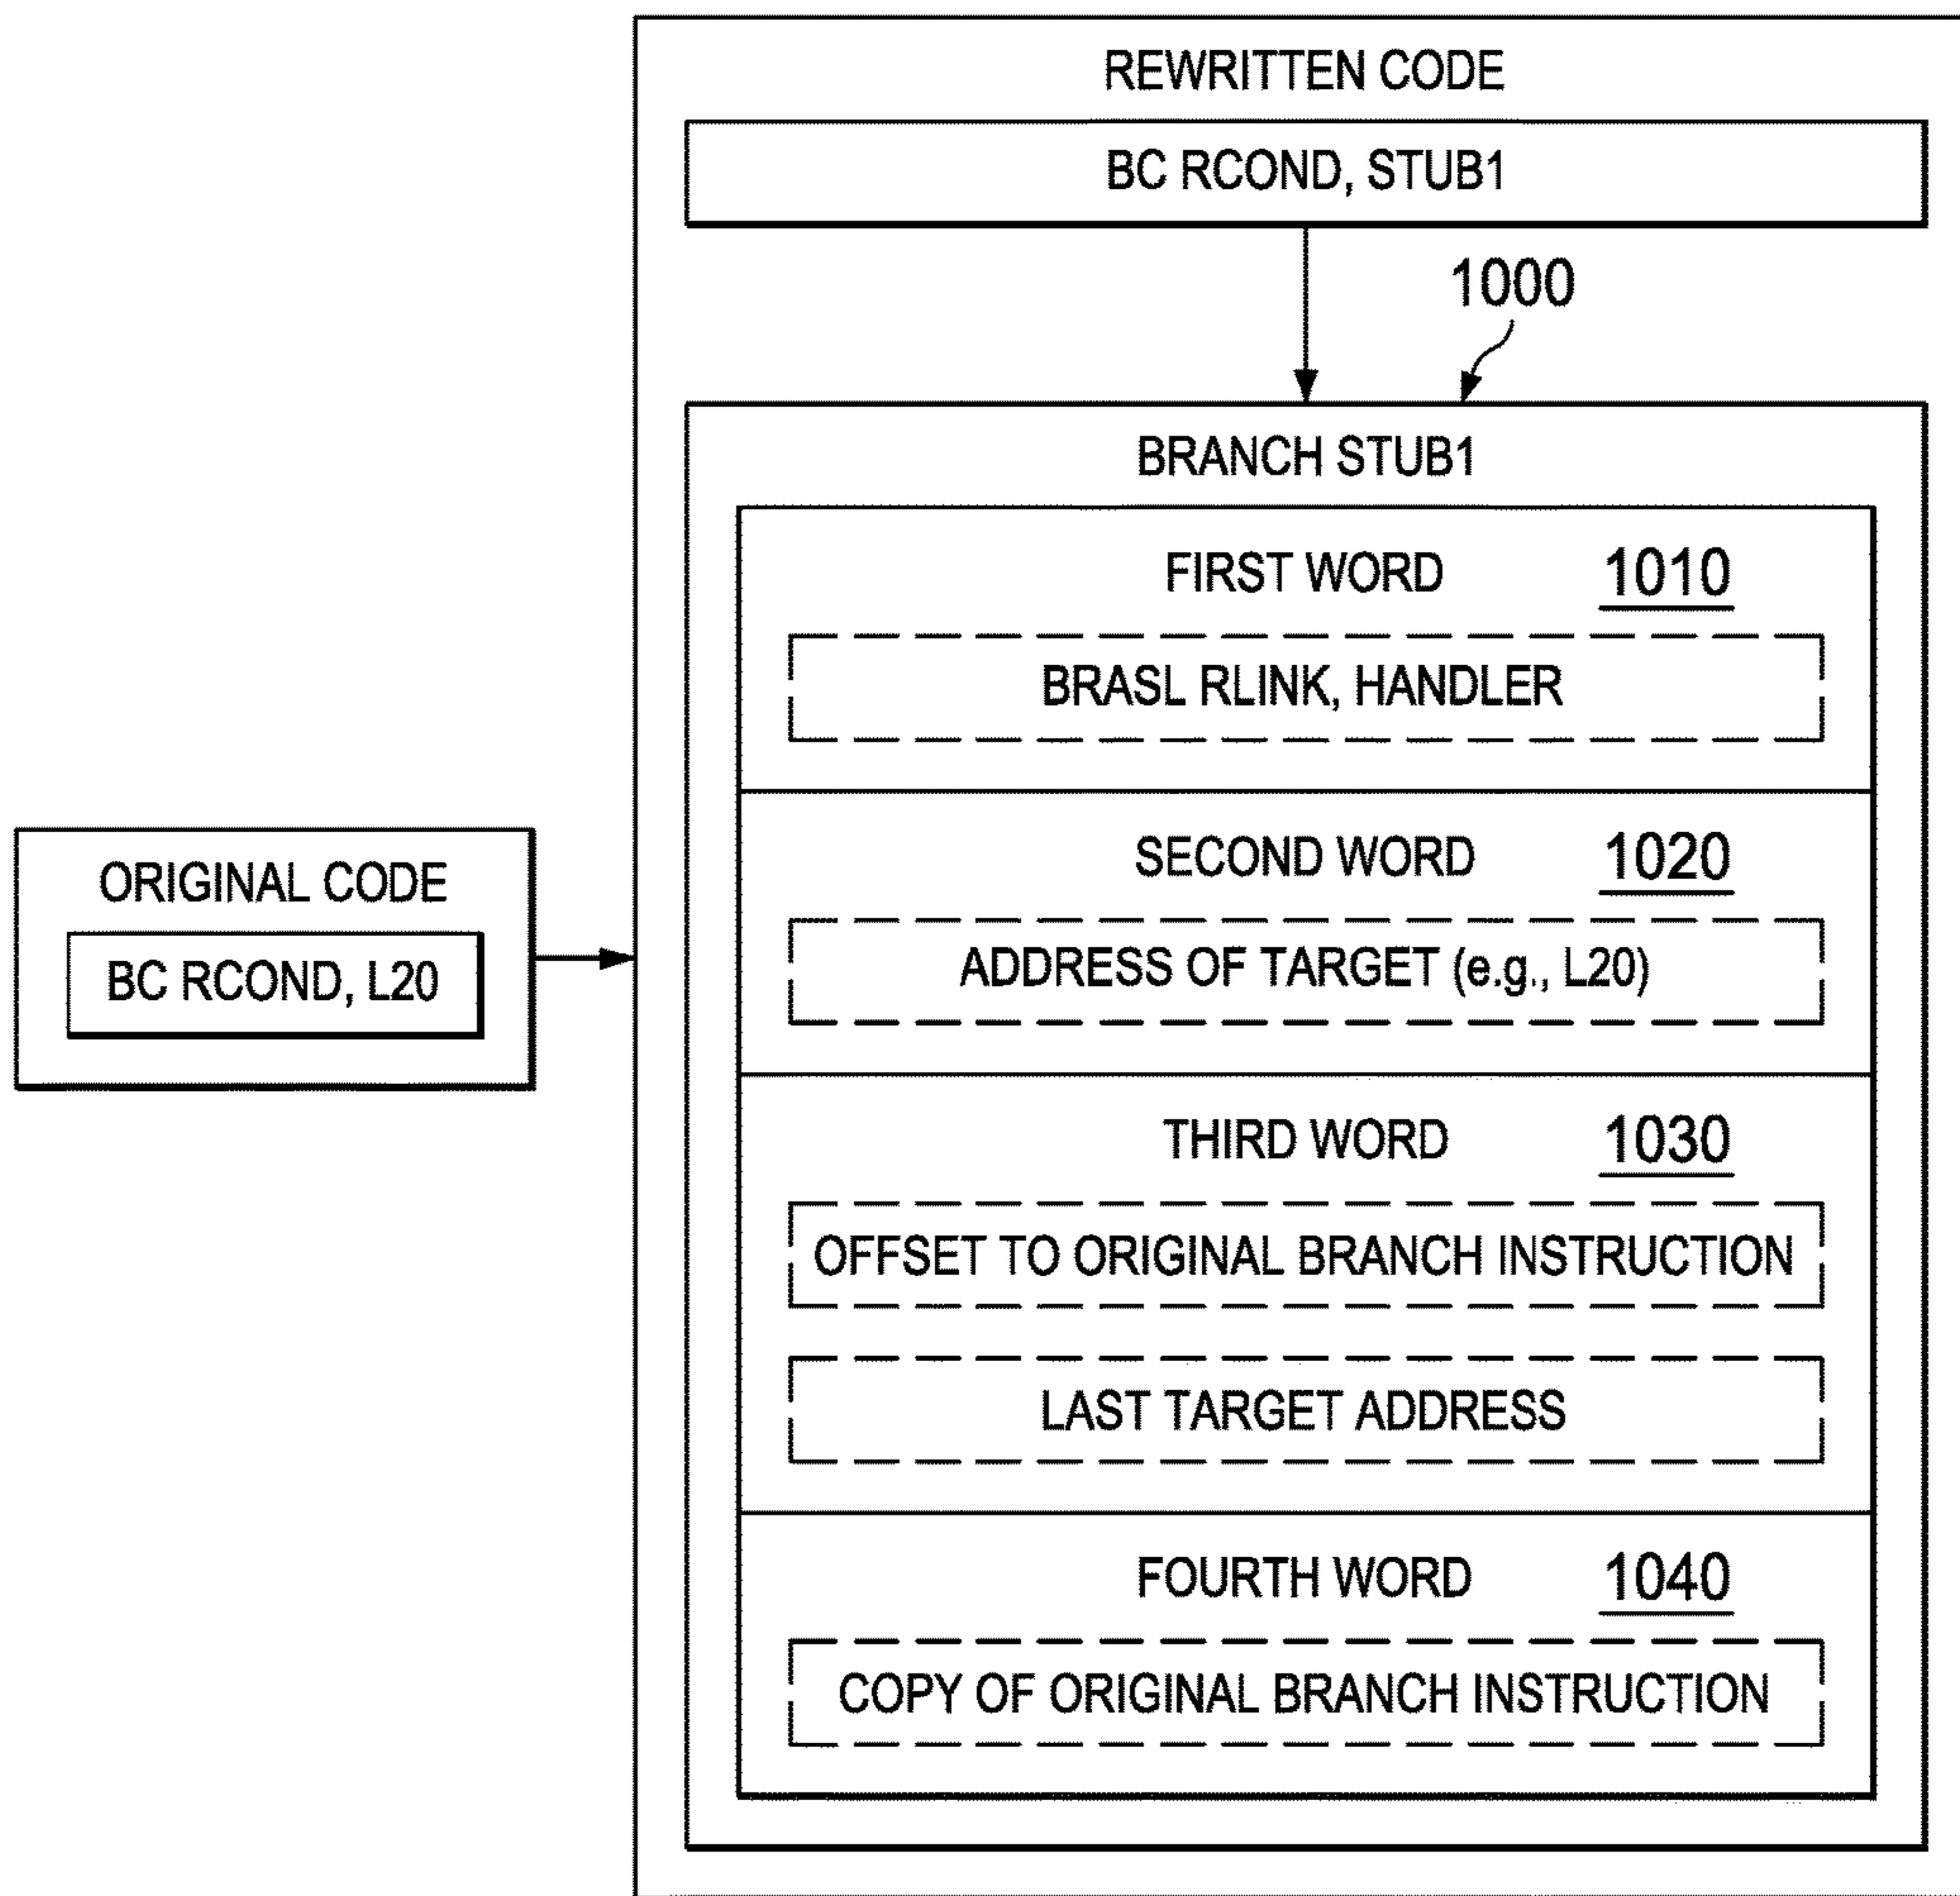 REWRITTEN CODE
BC RCOND, STUB1
1000
BRANCH STUB1
FIRST WORD 1010
BRASL RLINK, HANDLER
SECOND WORD 1020
ADDRESS OF TARGET (e.g., L20)
THIRD WORD 1030
OFFSET TO ORIGINAL BRANCH INSTRUCTION
LAST TARGET ADDRESS
FOURTH WORD 1040
COPY OF ORIGINAL BRANCH INSTRUCTION
ORIGINAL CODE
BC RCOND, L20